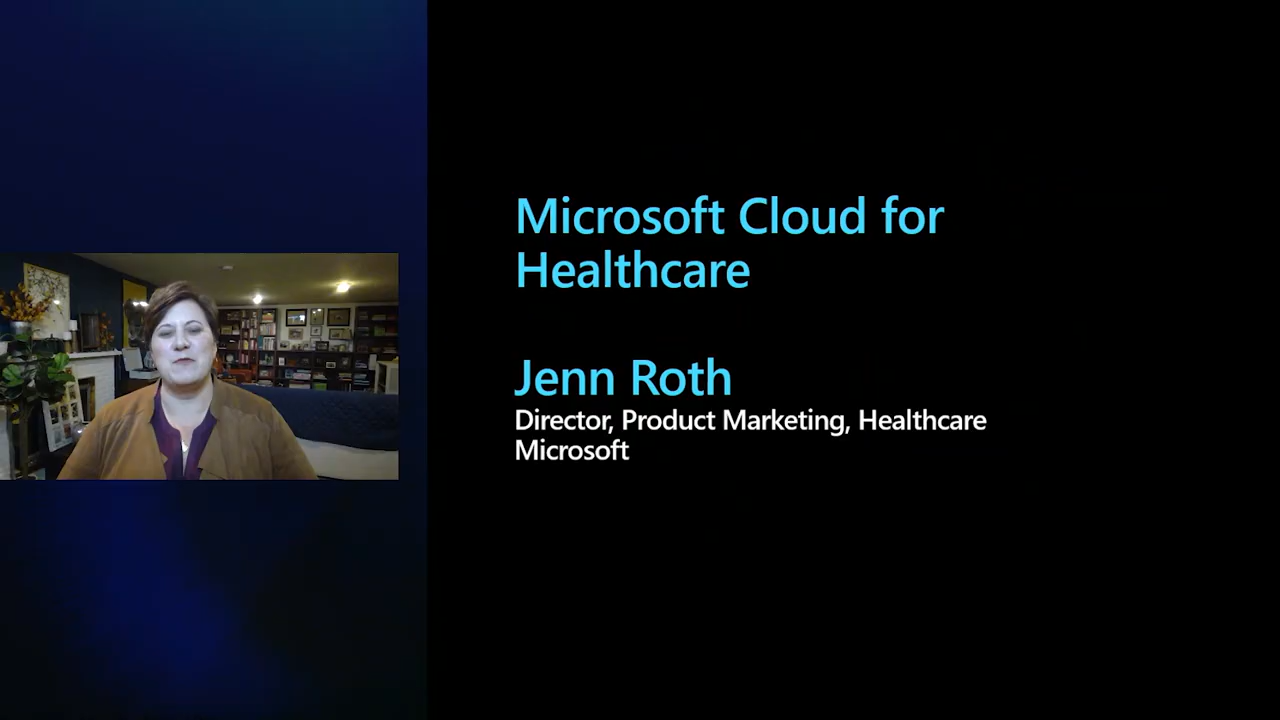 Microsoft Cloud for
Healthcare
Jenn Roth
Director, Product Marketing, Healthcare
Microsoft